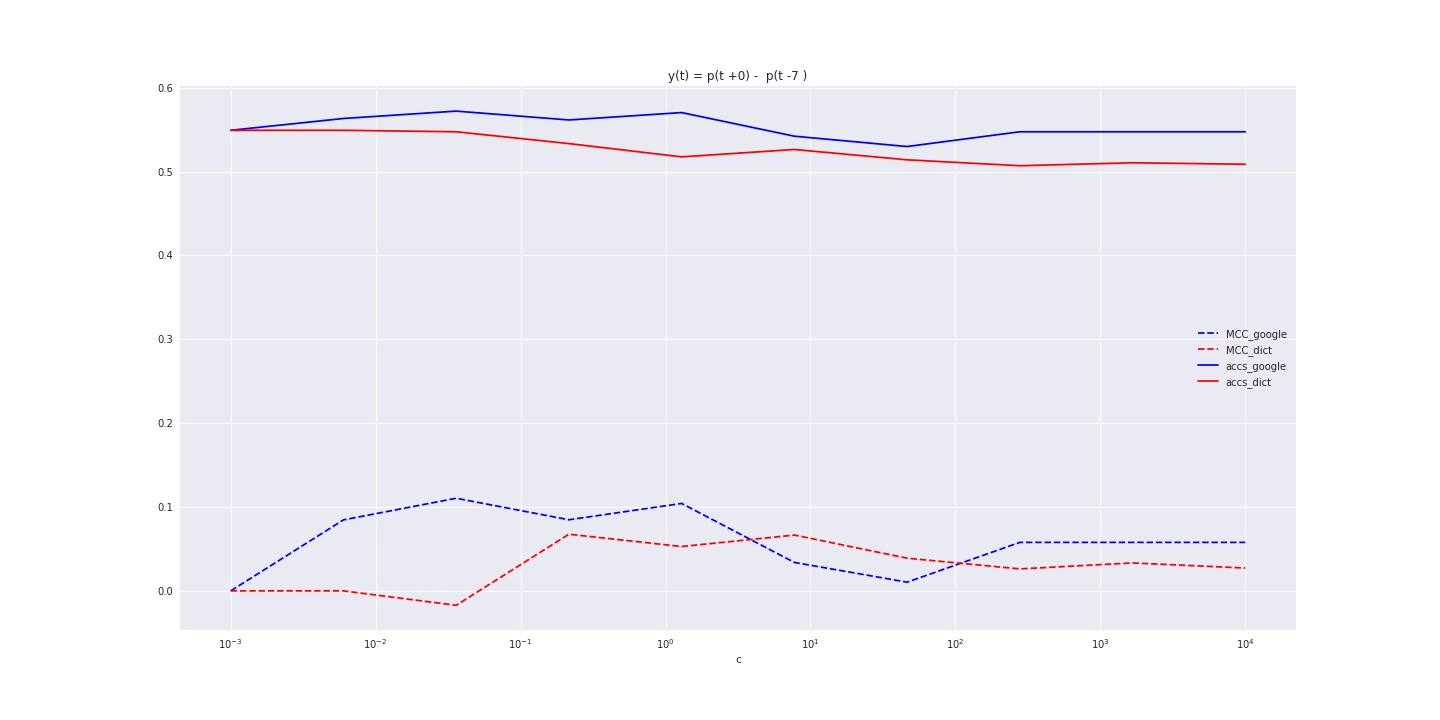 y(t) = p(t +0) -  p(t -7 )
0.6
0.5
0.4
0.3
0.2
0.1
0.0
MCC_google
MCC_dict
accs_google
accs_dict
10⁻³ 10⁻² 10⁻¹ 10⁰ 10¹ 10² 10³ 10⁴
c